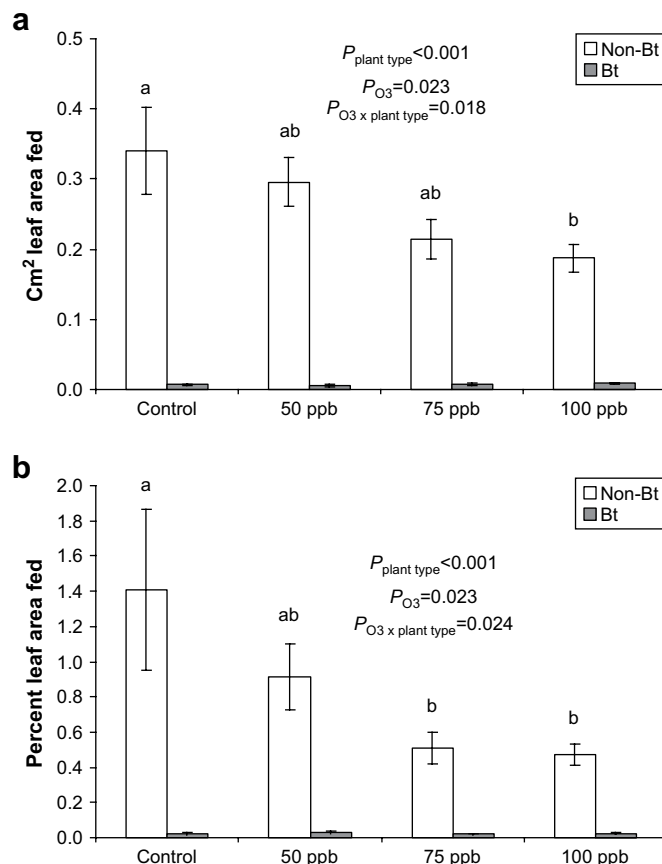 a
0.5
0.4
0.3
0.2
0.1
0.0
Cm² leaf area fed
P plant type<0.001
P O3=0.023
P O3 x plant type=0.018
Non-Bt
Bt
a
ab
ab
b
Control 50 ppb 75 ppb 100 ppb
b
2.0
1.8
1.6
1.4
1.2
1.0
0.8
0.6
0.4
0.2
0.0
Percent leaf area fed
P plant type<0.001
P O3=0.023
P O3 x plant type=0.024
Non-Bt
Bt
a
ab
b
b
Control 50 ppb 75 ppb 100 ppb